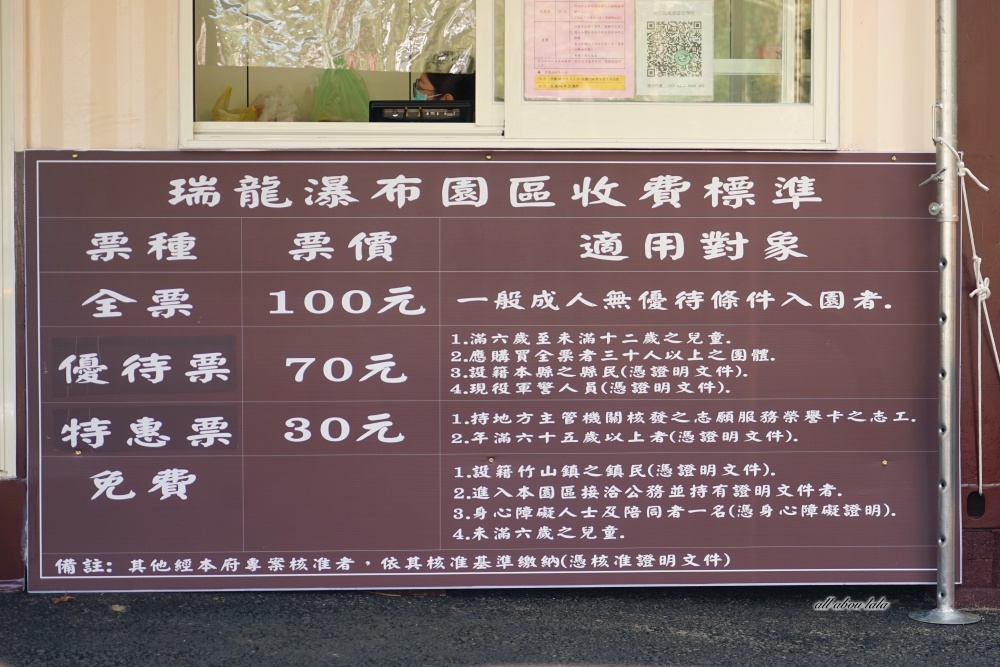 瑞龍瀑布園區收費標準
票種 票價 適用對象
全票 100元 一般成人無優待條件入園者.
優待票 70元
1.滿六歲至未滿十二歲之兒童.
2.應購買全票者三十人以上之團體.
3.設籍本縣之縣民(憑證明文件).
4.現役軍警人員(憑證明文件).
特惠票 30元
1.持地方主管機關核發之志願服務榮譽卡之志工.
2.年滿六十五歲以上者(憑證明文件).
免費
1.設籍竹山鎮之鎮民(憑證明文件).
2.進入本園區接洽公務並持有證明文件者.
3.身心障礙人士及陪同者一名(憑身心障礙證明).
4.未滿六歲之兒童.
備註: 其他經本府專案核准者，依其核准基準繳納(憑核准證明文件)
all abou lala